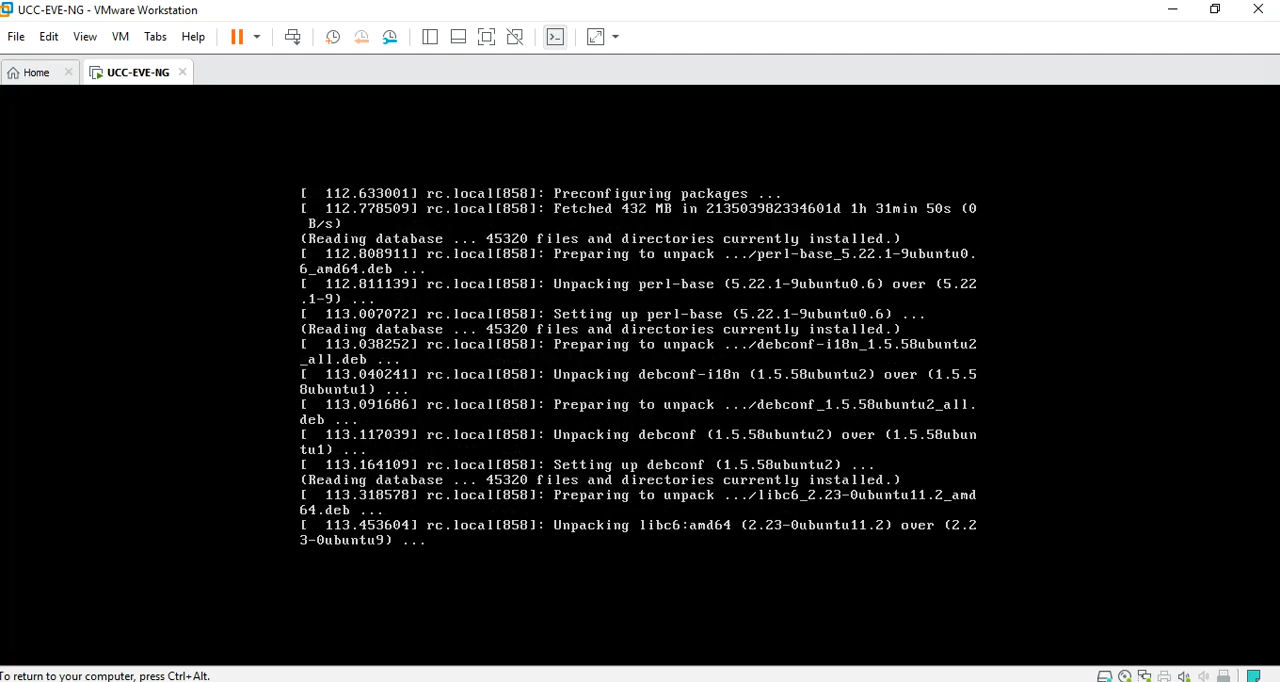 UCC-EVE-NG - VMware Workstation
File Edit View VM Tabs Help
Home UCC-EVE-NG
[  112.633001] rc.local[858]: Preconfiguring packages ...
[  112.778509] rc.local[858]: Fetched 432 MB in 213503982334601d 1h 31min 50s (0
 B/s)
(Reading database ... 45320 files and directories currently installed.)
[  112.808911] rc.local[858]: Preparing to unpack .../perl-base_5.22.1-9ubuntu0.
6_amd64.deb ...
[  112.811139] rc.local[858]: Unpacking perl-base (5.22.1-9ubuntu0.6) over (5.22
.1-9) ...
[  113.007072] rc.local[858]: Setting up perl-base (5.22.1-9ubuntu0.6) ...
(Reading database ... 45320 files and directories currently installed.)
[  113.038252] rc.local[858]: Preparing to unpack .../debconf-i18n_1.5.58ubuntu2
_all.deb ...
[  113.040241] rc.local[858]: Unpacking debconf-i18n (1.5.58ubuntu2) over (1.5.5
8ubuntu1) ...
[  113.091686] rc.local[858]: Preparing to unpack .../debconf_1.5.58ubuntu2_all.
deb ...
[  113.117039] rc.local[858]: Unpacking debconf (1.5.58ubuntu2) over (1.5.58ubun
tu1) ...
[  113.164109] rc.local[858]: Setting up debconf (1.5.58ubuntu2) ...
(Reading database ... 45320 files and directories currently installed.)
[  113.318578] rc.local[858]: Preparing to unpack .../libc6_2.23-0ubuntu11.2_amd
64.deb ...
[  113.453604] rc.local[858]: Unpacking libc6:amd64 (2.23-0ubuntu11.2) over (2.2
3-0ubuntu9) ...
To return to your computer, press Ctrl+Alt.